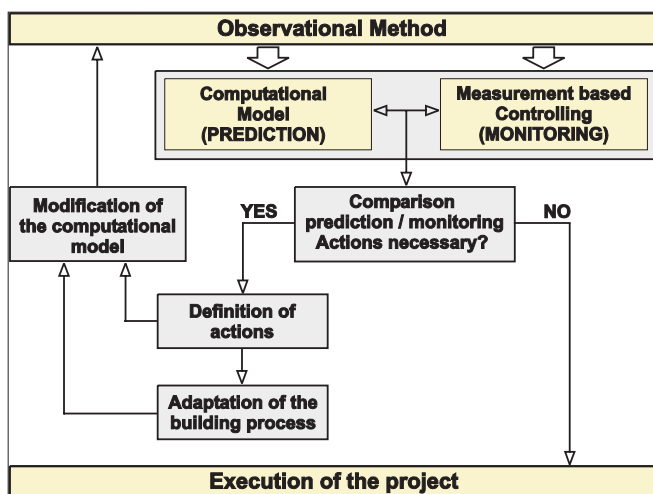 Observational Method
Computational
Model
(PREDICTION)
Measurement based
Controlling
(MONITORING)
Modification of
the computational
model
YES
Comparison
prediction / monitoring
Actions necessary?
NO
Definition of
actions
Adaptation of the
building process
Execution of the project